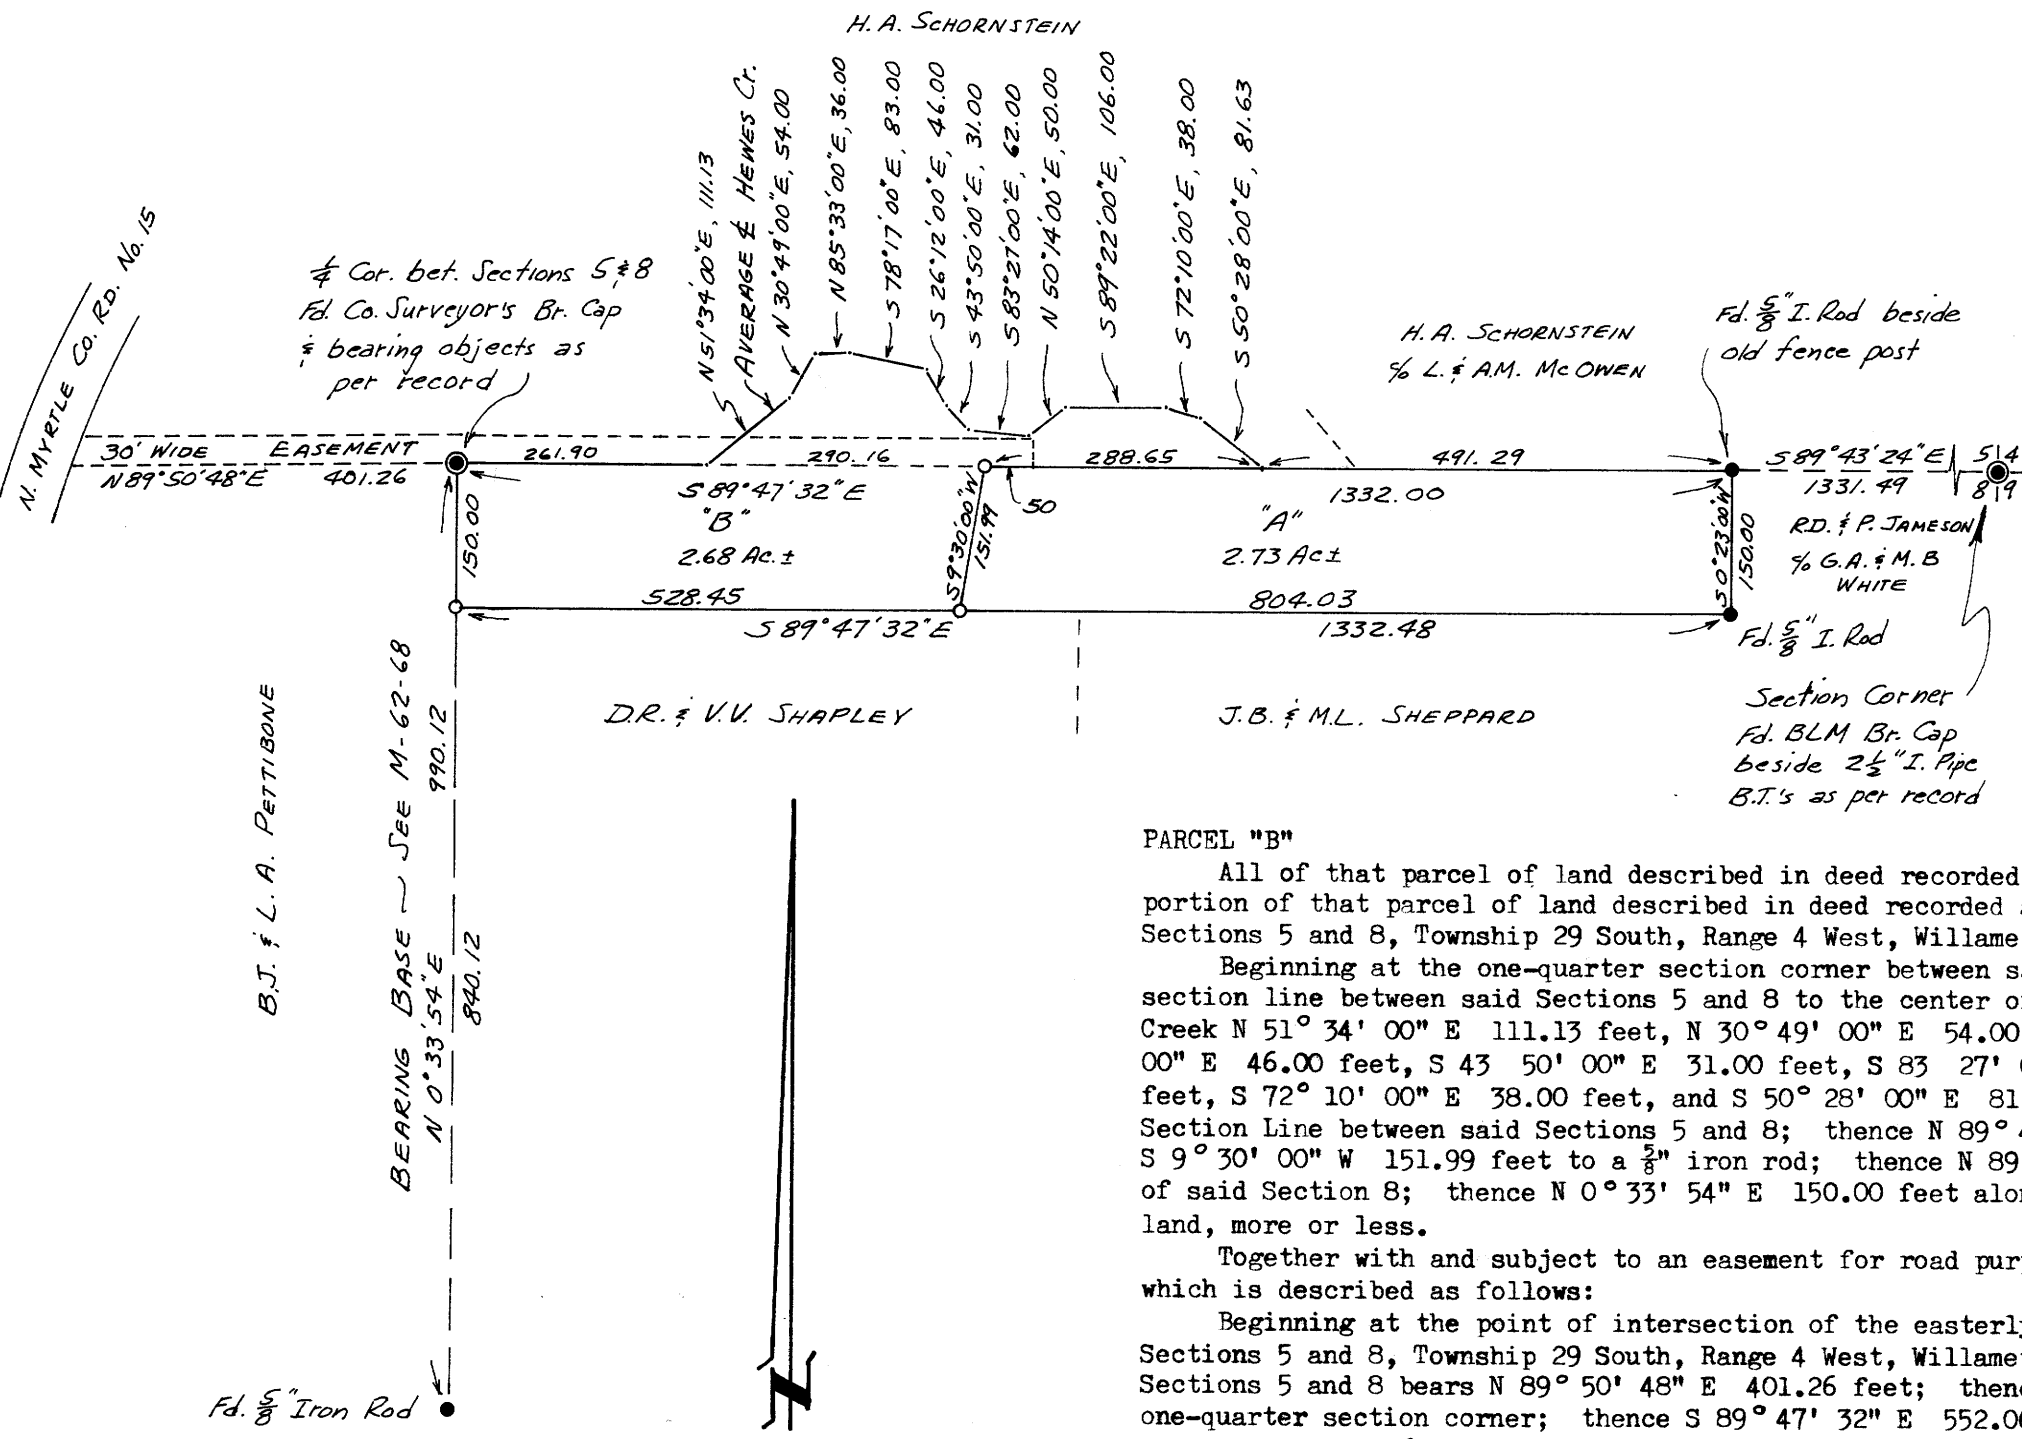 H.A. SCHORNSTEIN
N 51°34'00"E, 111.13
AVERAGE ℄ HEWES Cr.
N 30°49'00"E, 54.00
N 85°33'00"E, 36.00
S 78°17'00"E, 83.00
S 26°12'00"E, 46.00
S 43°50'00"E, 31.00
S 83°27'00"E, 62.00
N 50°14'00"E, 50.00
S 89°22'00"E, 106.00
S 72°10'00"E, 38.00
S 50°28'00"E, 81.63
N. MYRTLE CO. RD. No. 15
1/4 Cor. bet. Sections 5 & 8
Fd. Co. Surveyor's Br. Cap
& bearing objects as
per record
H.A. SCHORNSTEIN
c/o L. & A.M. McOWEN
Fd. 5/8" I. Rod beside
old fence post
30' WIDE EASEMENT
N 89°50'48"E 401.26
261.90
290.16
288.65
491.29
S 89°43'24"E
1331.49
5|4
8|9
S 89°47'32"E
1332.00
50
150.00
"B"
2.68 Ac. ±
S 9°30'00"W
151.99
"A"
2.73 Ac ±
S 0°23'00"W
150.00
R.D. & P. JAMESON
c/o G.A. & M.B
WHITE
528.45
804.03
S 89°47'32"E
1332.48
Fd. 5/8" I. Rod
D.R. & V.V. SHAPLEY
J.B. & M.L. SHEPPARD
Section Corner
Fd. BLM Br. Cap
beside 2 1/2" I. Pipe
B.T.'s as per record
B.J. & L. A. PETTIBONE
BEARING BASE ~ SEE M-62-68
N 0°33'54"E
990.12
840.12
Fd. 5/8" Iron Rod
N
PARCEL "B"
All of that parcel of land described in deed recorded
portion of that parcel of land described in deed recorded
Sections 5 and 8, Township 29 South, Range 4 West, Willame
Beginning at the one-quarter section corner between s
section line between said Sections 5 and 8 to the center o
Creek N 51° 34' 00" E 111.13 feet, N 30° 49' 00" E 54.00
00" E 46.00 feet, S 43 50' 00" E 31.00 feet, S 83 27'
feet, S 72° 10' 00" E 38.00 feet, and S 50° 28' 00" E 81
Section Line between said Sections 5 and 8; thence N 89°
S 9° 30' 00" W 151.99 feet to a 5/8" iron rod; thence N 89
of said Section 8; thence N 0° 33' 54" E 150.00 feet alo
land, more or less.
Together with and subject to an easement for road pur
which is described as follows:
Beginning at the point of intersection of the easterl
Sections 5 and 8, Township 29 South, Range 4 West, Willame
Sections 5 and 8 bears N 89° 50' 48" E 401.26 feet; then
one-quarter section corner; thence S 89° 47' 32" E 552.0